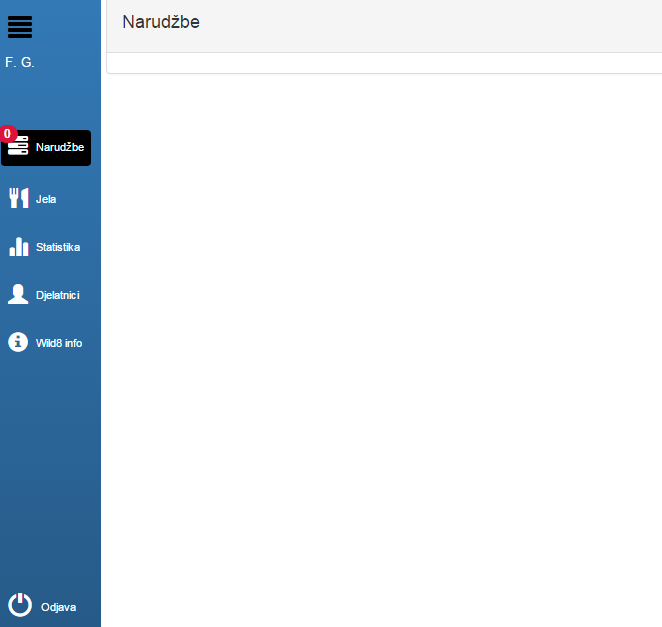 Narudžbe
F. G.
0
Narudžbe
Jela
Statistika
Djelatnici
Wild8 info
Odjava